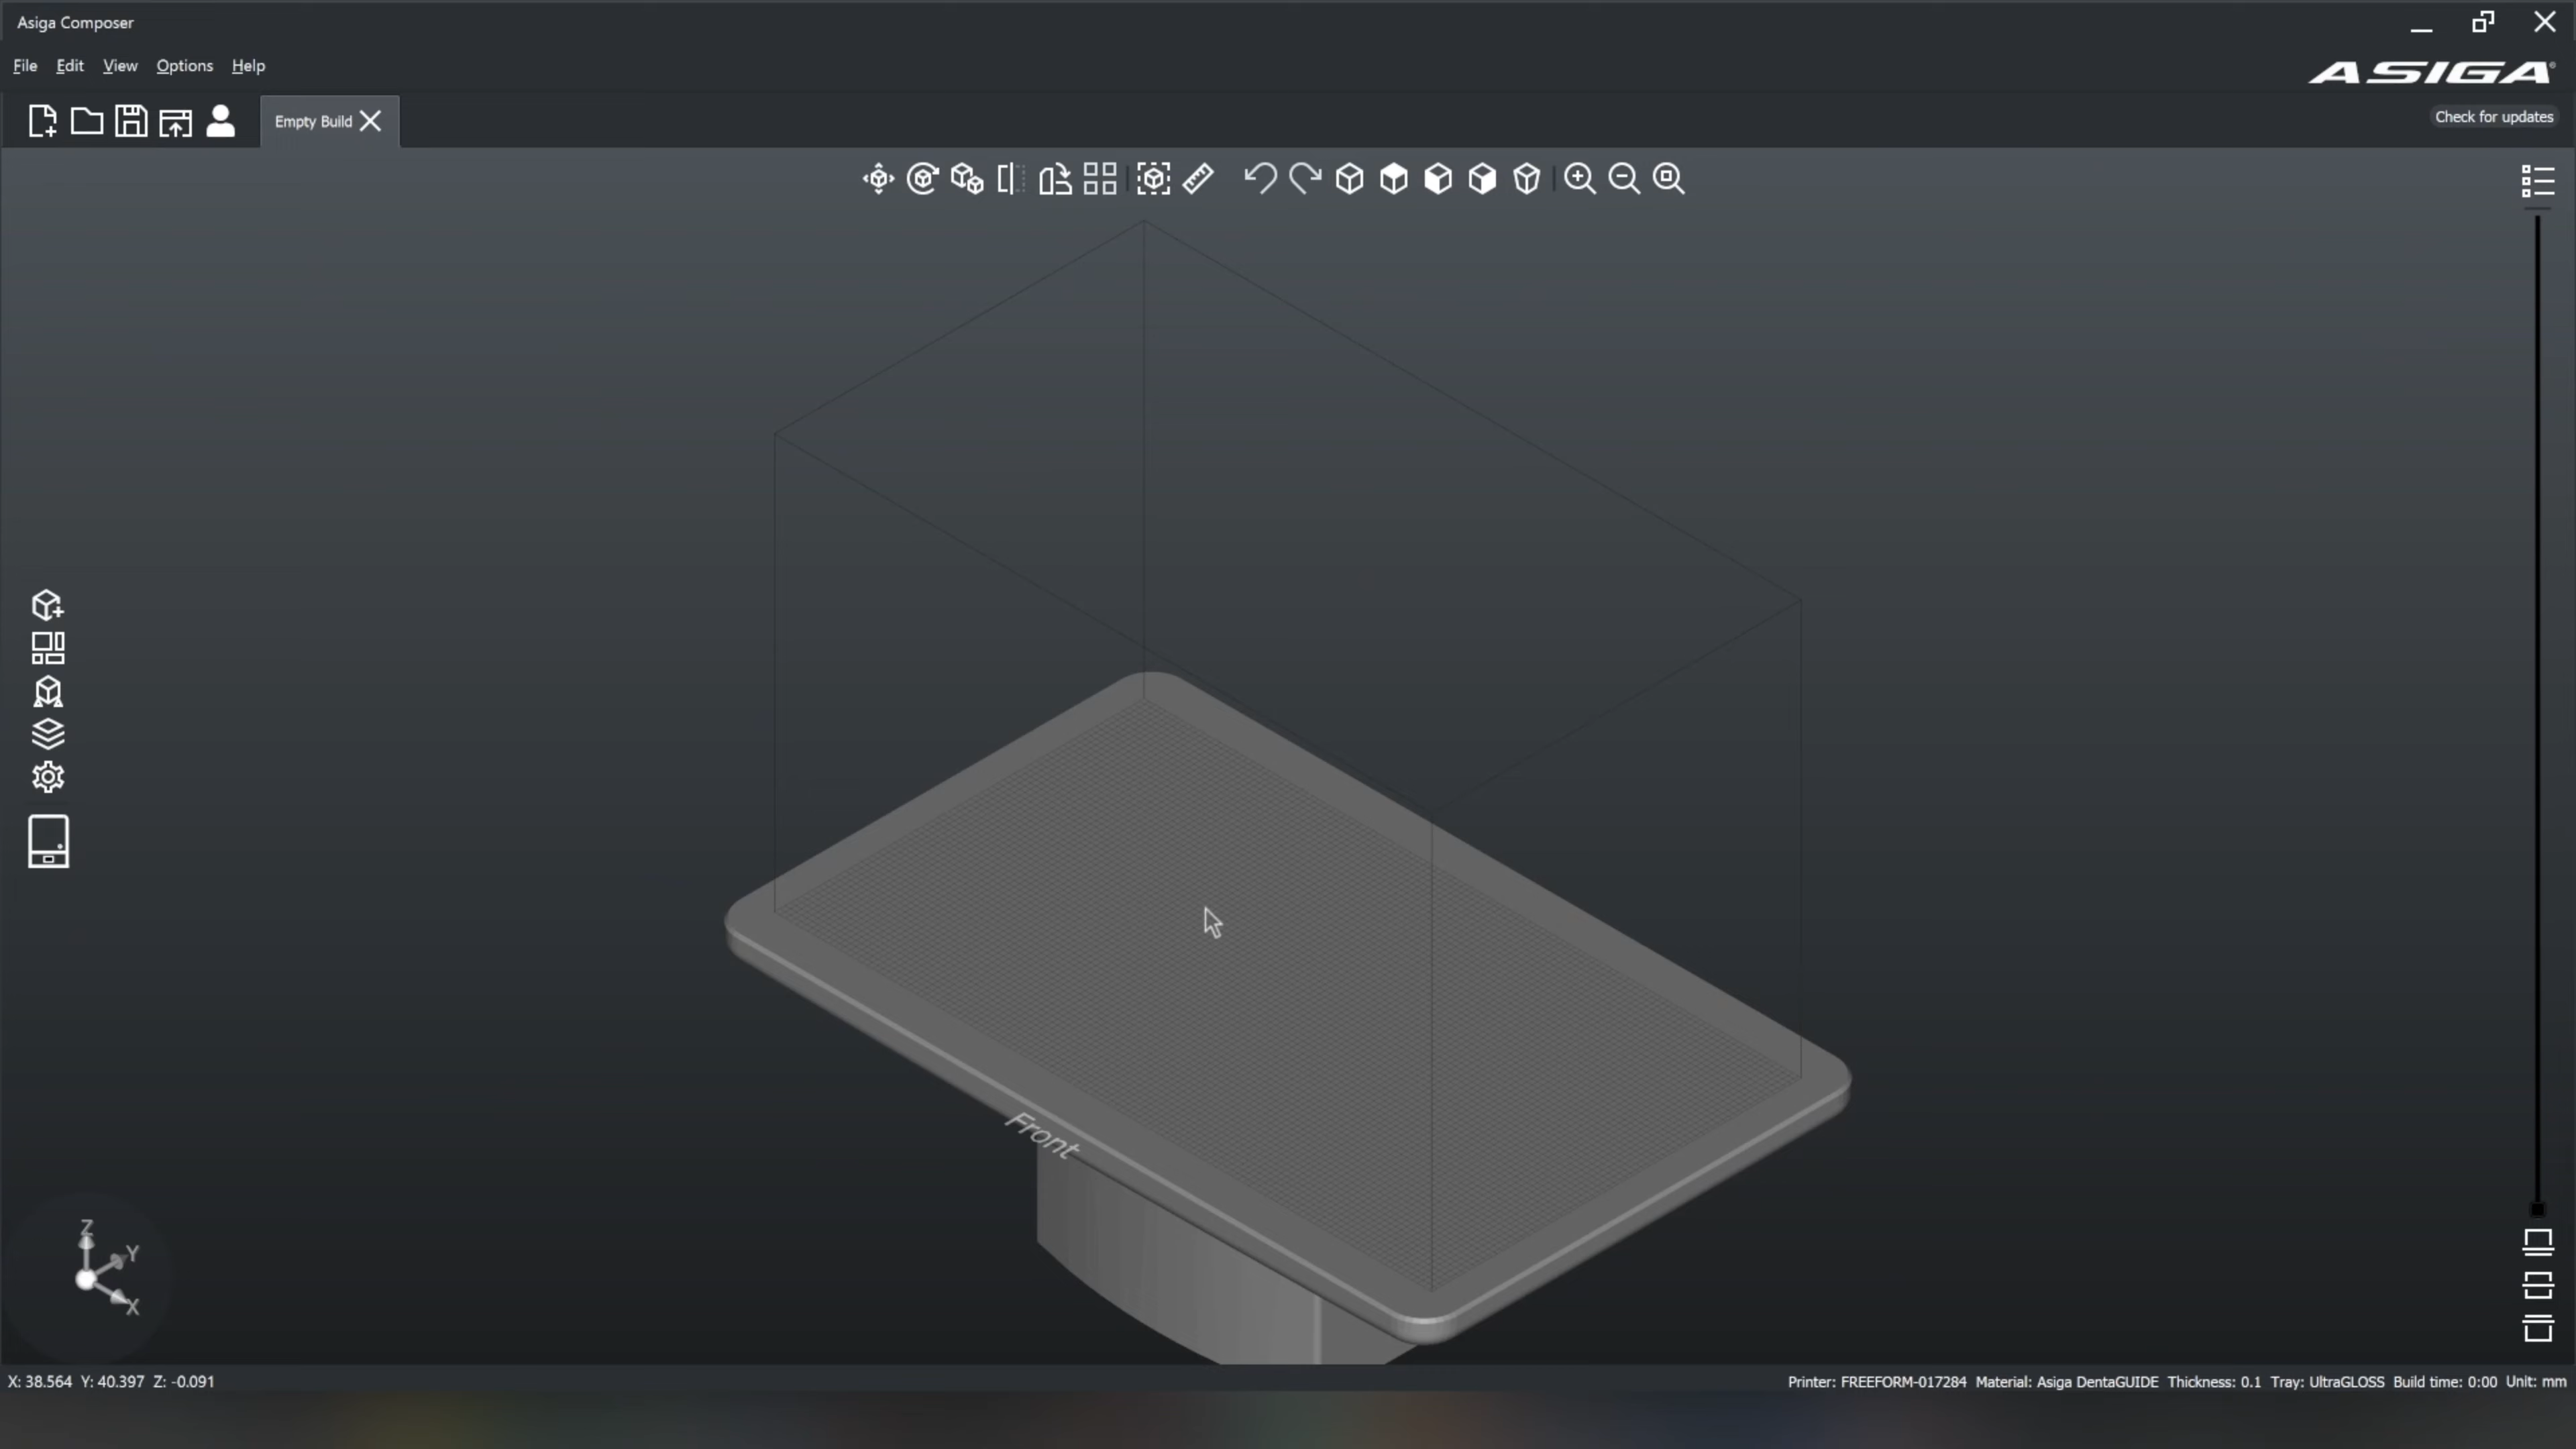 Asiga Composer
File Edit View Options Help
ASIGA
Empty Build
Check for updates
Front
Z
Y
X
X: 38.564 Y: 40.397 Z: -0.091
Printer: FREEFORM-017284 Material: Asiga DentaGUIDE Thickness: 0.1 Tray: UltraGLOSS Build time: 0:00 Unit: mm